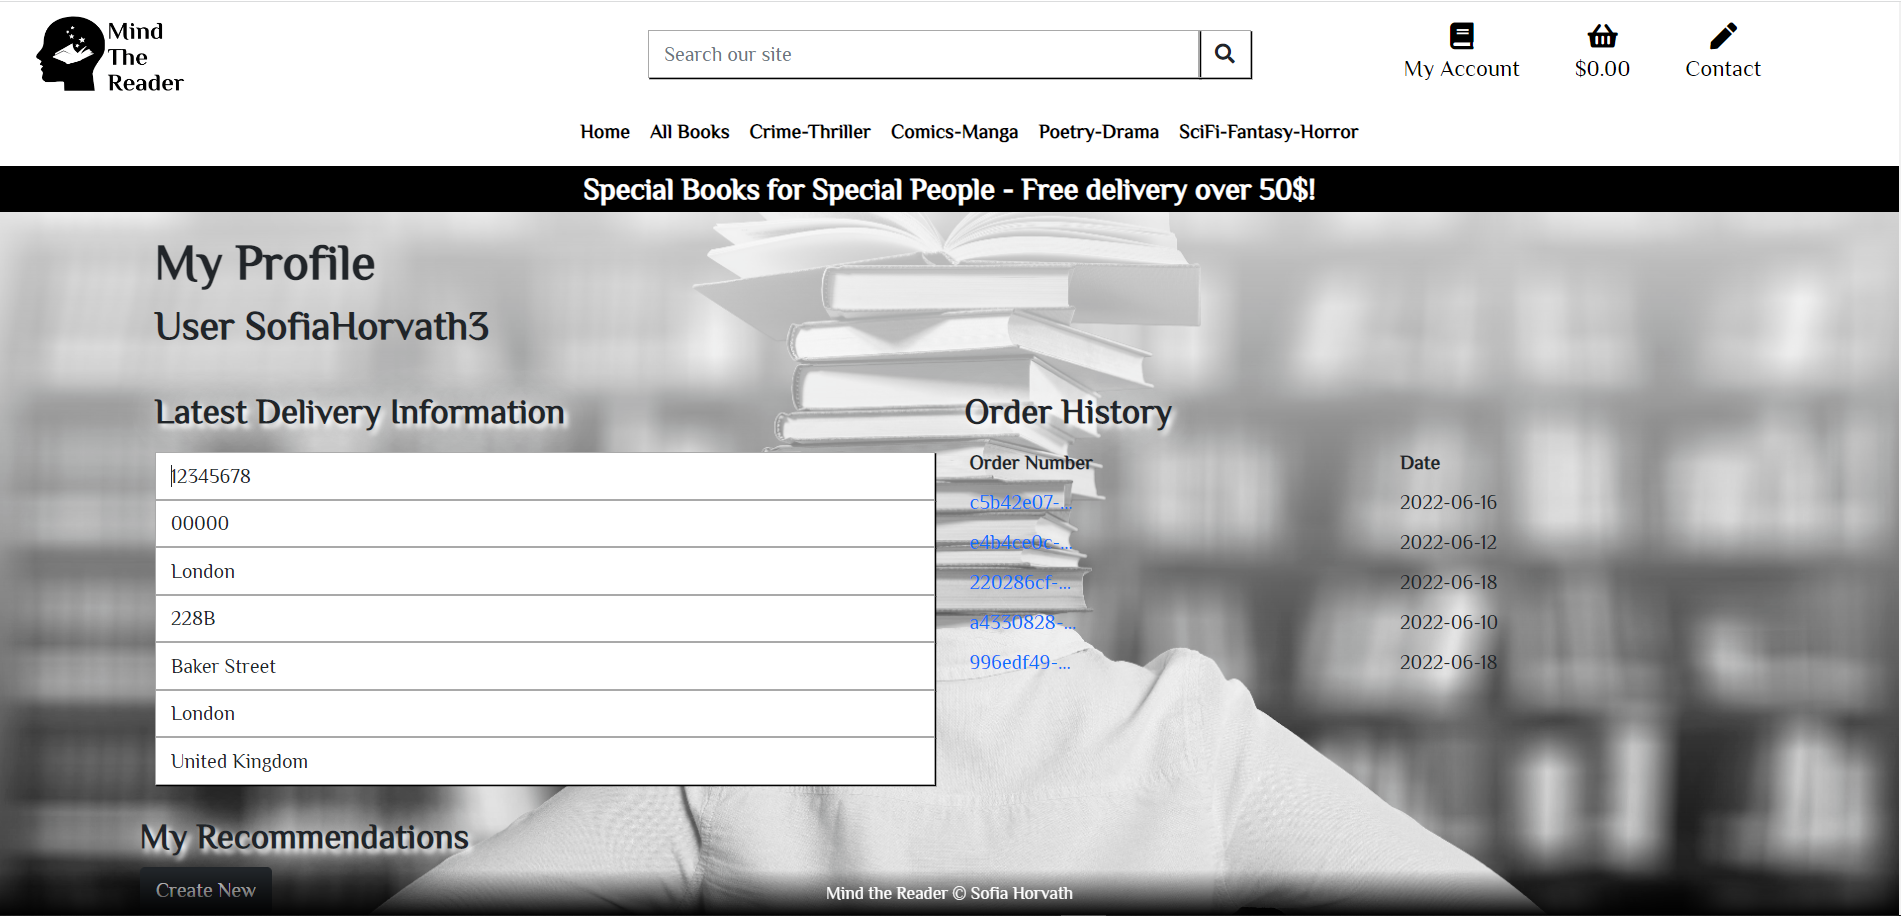 Mind
The
Reader
Search our site
My Account
$0.00
Contact
Home All Books Crime-Thriller Comics-Manga Poetry-Drama SciFi-Fantasy-Horror
Special Books for Special People - Free delivery over 50$!
My Profile
User SofiaHorvath3
Latest Delivery Information
12345678
00000
London
228B
Baker Street
London
United Kingdom
Order History
Order Number Date
c5b42e07-... 2022-06-16
e4b4ce0c-... 2022-06-12
220286cf-... 2022-06-18
a4330828-... 2022-06-10
996edf49-... 2022-06-18
My Recommendations
Create New
Mind the Reader © Sofia Horvath